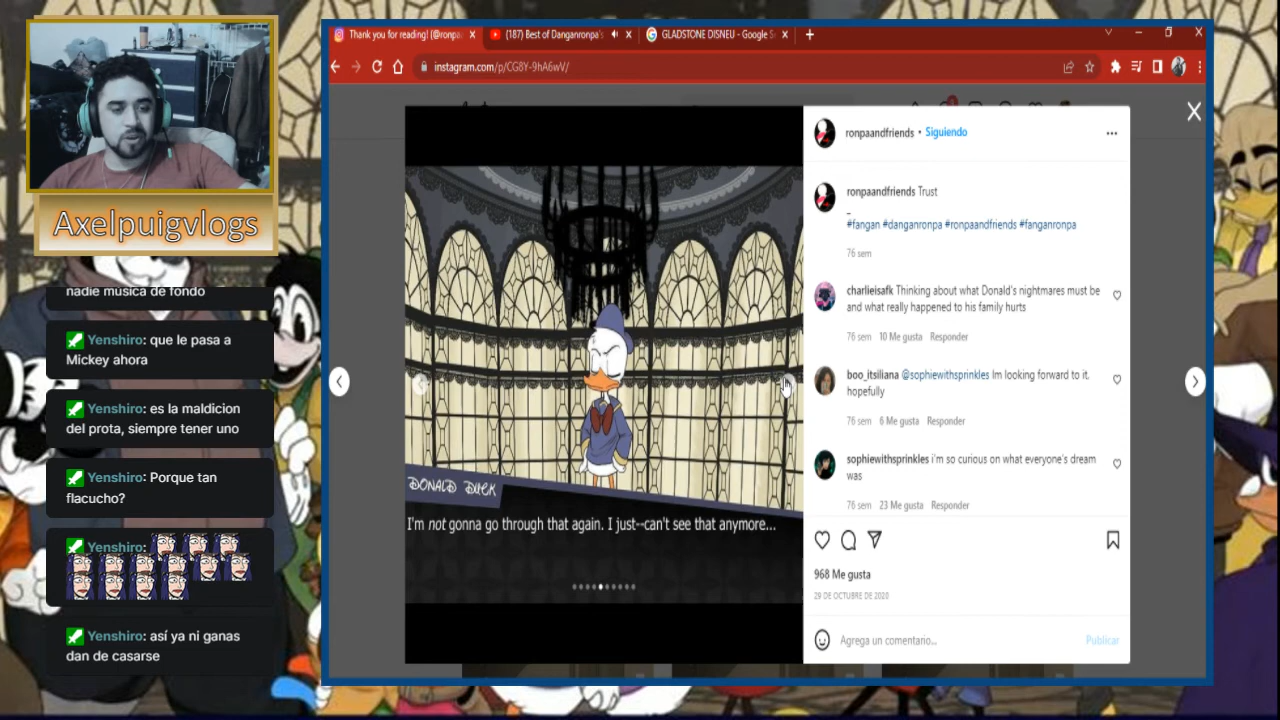 Axelpuigvlogs
nadie música de fondo
Yenshiro: que le pasa a
Mickey ahora
Yenshiro: es la maldicion
del prota, siempre tener uno
Yenshiro: Porque tan
flacucho?
Yenshiro:
Yenshiro: así ya ni ganas
dan de casarse
Thank you for reading! (@ronpa
(187) Best of Danganronpa's
GLADSTONE DISNEU - Google S
instagram.com/p/CG8Y-9hA6wV/
DONALD DUCK
I'm not gonna go through that again. I just--can't see that anymore...
ronpaandfriends • Siguiendo
ronpaandfriends Trust
_
#fangan #danganronpa #ronpaandfriends #fanganronpa
76 sem
charlieisafk Thinking about what Donald's nightmares must be
and what really happened to his family hurts
76 sem 10 Me gusta Responder
boo_itsiliana @sophiewithsprinkles Im looking forward to it.
hopefully
76 sem 6 Me gusta Responder
sophiewithsprinkles i'm so curious on what everyone's dream
was
76 sem 23 Me gusta Responder
968 Me gusta
29 DE OCTUBRE DE 2020
Agrega un comentario...
Publicar